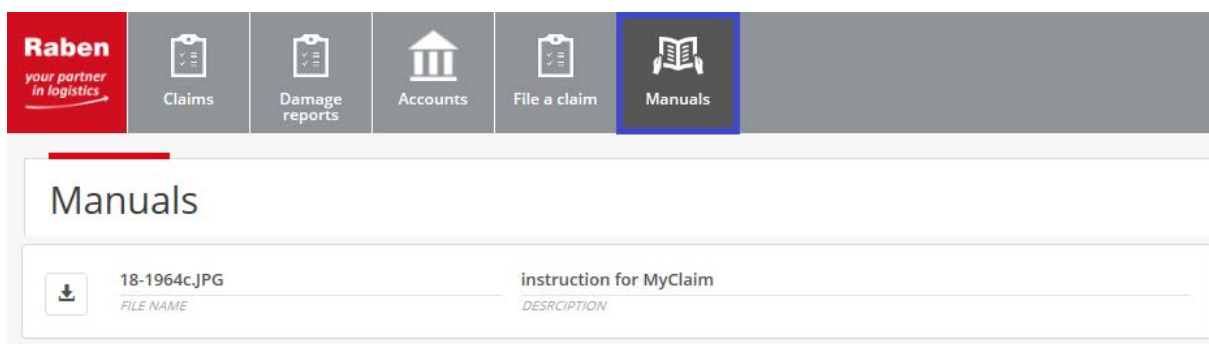 Raben
your partner
in logistics
Claims
Damage
reports
Accounts
File a claim
Manuals
Manuals
18-1964c.JPG
instruction for MyClaim
FILE NAME
DESRCIPTION